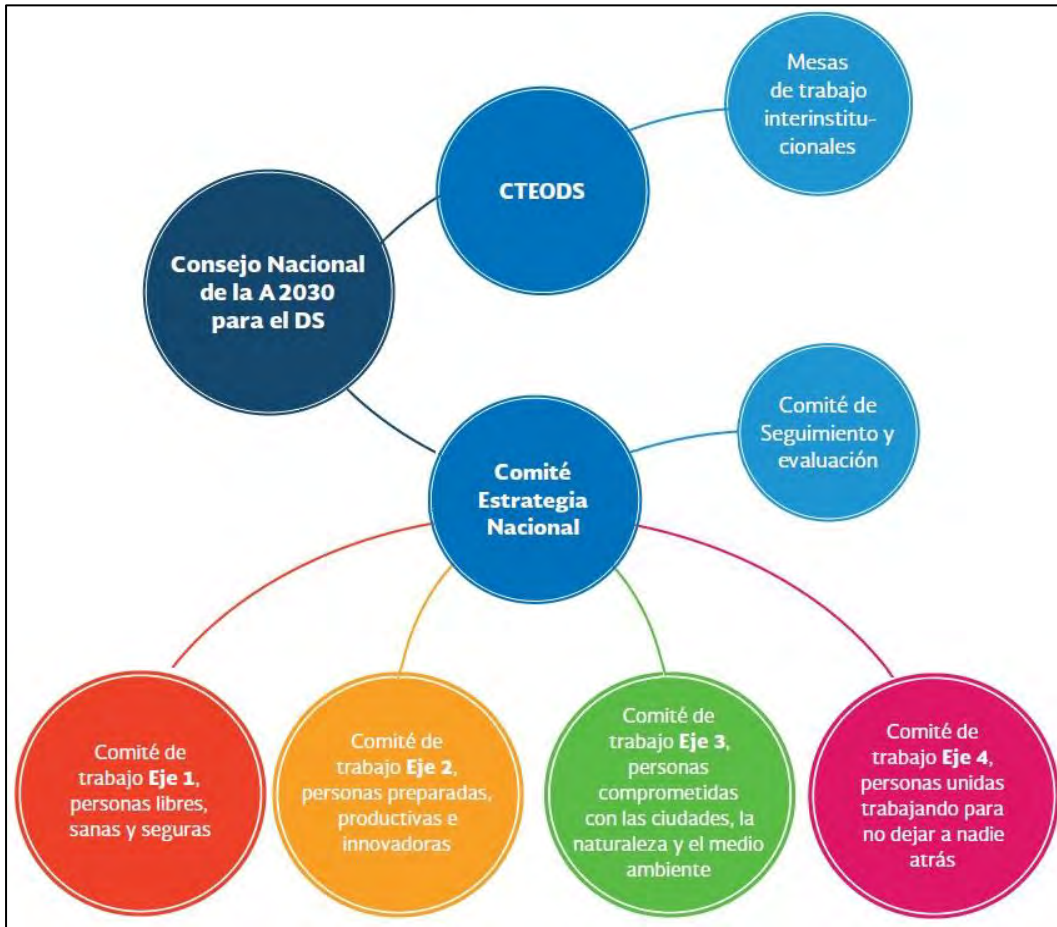 Mesas
de trabajo
interinstitu-
cionales
CTEODS
Consejo Nacional
de la A 2030
para el DS
Comité de
Seguimiento y
evaluación
Comité
Estrategia
Nacional
Comité de
trabajo Eje 1,
personas libres,
sanas y seguras
Comité de
trabajo Eje 2,
personas preparadas,
productivas e
innovadoras
Comité de
trabajo Eje 3,
personas
comprometidas
con las ciudades, la
naturaleza y el medio
ambiente
Comité de
trabajo Eje 4,
personas unidas
trabajando para
no dejar a nadie
atrás